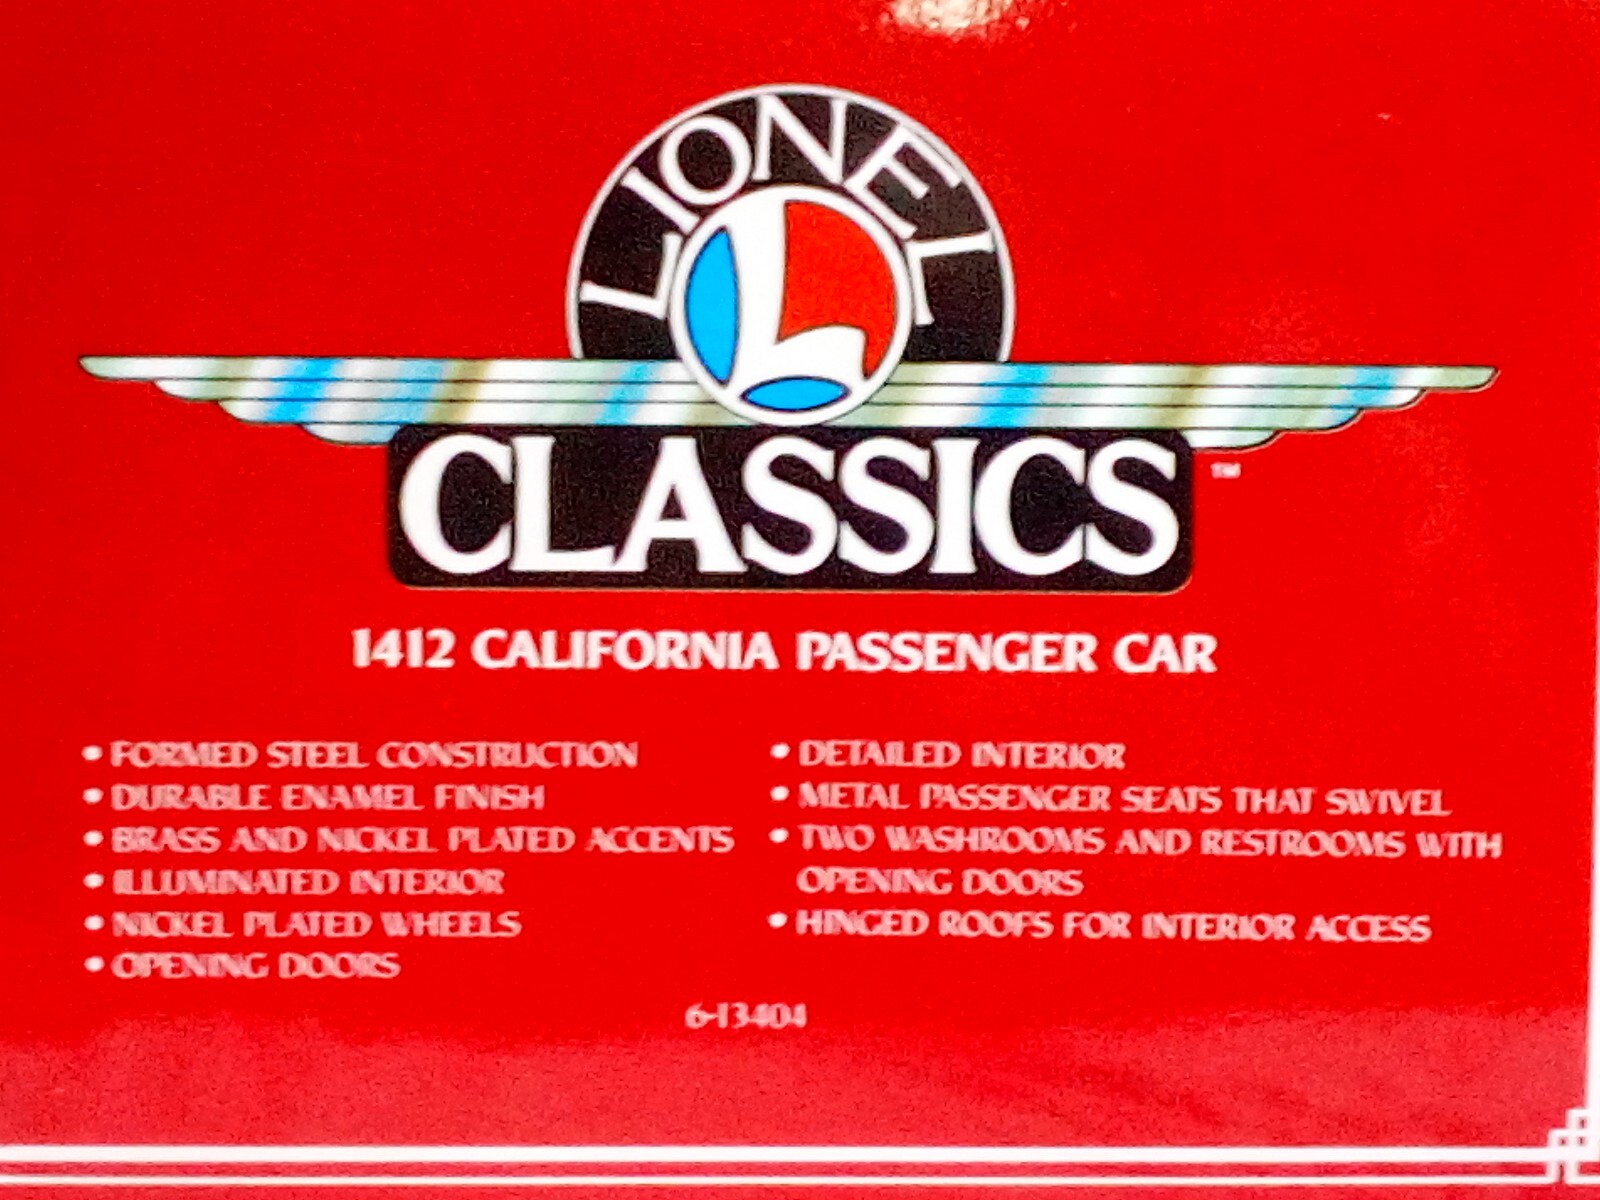 LIONEL
CLASSICS™
1412 CALIFORNIA PASSENGER CAR
• FORMED STEEL CONSTRUCTION
• DURABLE ENAMEL FINISH
• BRASS AND NICKEL PLATED ACCENTS
• ILLUMINATED INTERIOR
• NICKEL PLATED WHEELS
• OPENING DOORS
• DETAILED INTERIOR
• METAL PASSENGER SEATS THAT SWIVEL
• TWO WASHROOMS AND RESTROOMS WITH
OPENING DOORS
• HINGED ROOFS FOR INTERIOR ACCESS
6-13404